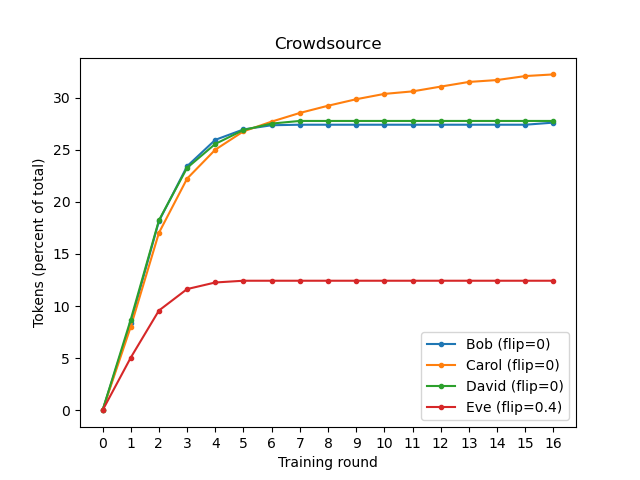 Crowdsource
Tokens (percent of total)
30
25
20
15
10
5
0
Bob (flip=0)
Carol (flip=0)
David (flip=0)
Eve (flip=0.4)
0 1 2 3 4 5 6 7 8 9 10 11 12 13 14 15 16
Training round